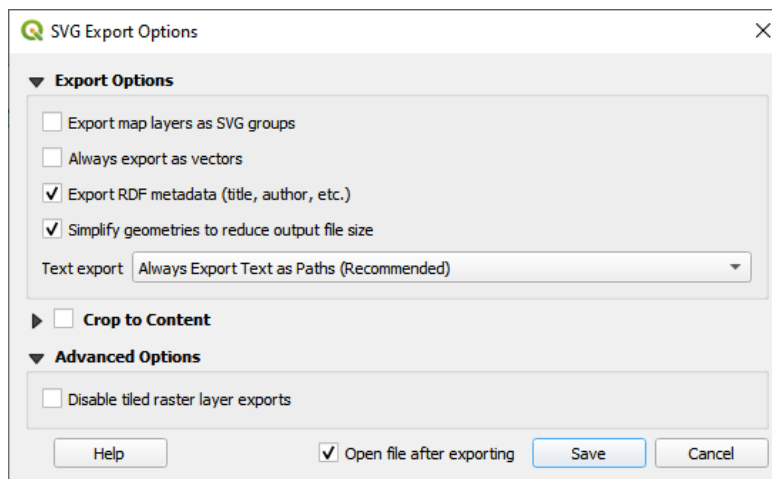 SVG Export Options
Export Options
Export map layers as SVG groups
Always export as vectors
Export RDF metadata (title, author, etc.)
Simplify geometries to reduce output file size
Text export Always Export Text as Paths (Recommended)
Crop to Content
Advanced Options
Disable tiled raster layer exports
Help Open file after exporting Save Cancel